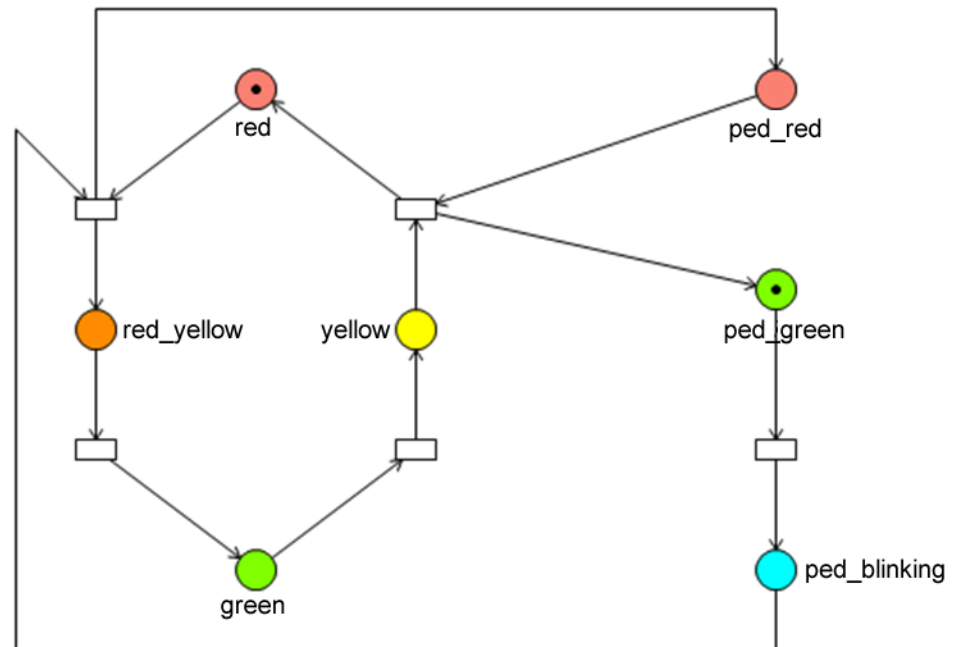 red
ped_red
red_yellow
yellow
ped_green
ped_blinking
green